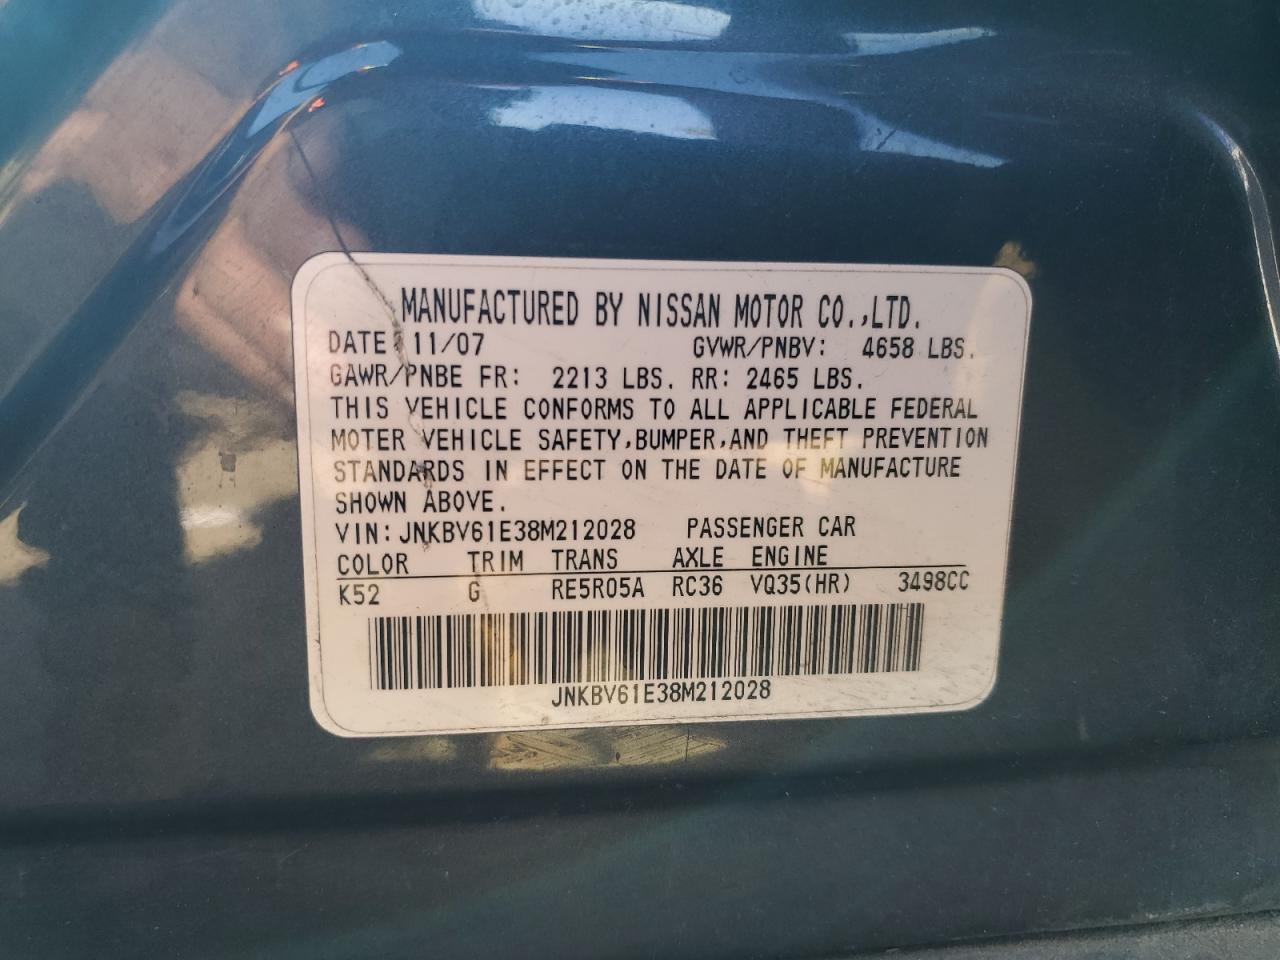 MANUFACTURED BY NISSAN MOTOR CO.,LTD.
DATE: 11/07 GVWR/PNBV: 4658 LBS.
GAWR/PNBE FR: 2213 LBS. RR: 2465 LBS.
THIS VEHICLE CONFORMS TO ALL APPLICABLE FEDERAL
MOTER VEHICLE SAFETY,BUMPER,AND THEFT PREVENTION
STANDARDS IN EFFECT ON THE DATE OF MANUFACTURE
SHOWN ABOVE.
VIN:JNKBV61E38M212028 PASSENGER CAR
COLOR TRIM TRANS AXLE ENGINE
K52 G RE5R05A RC36 VQ35(HR) 3498CC
JNKBV61E38M212028